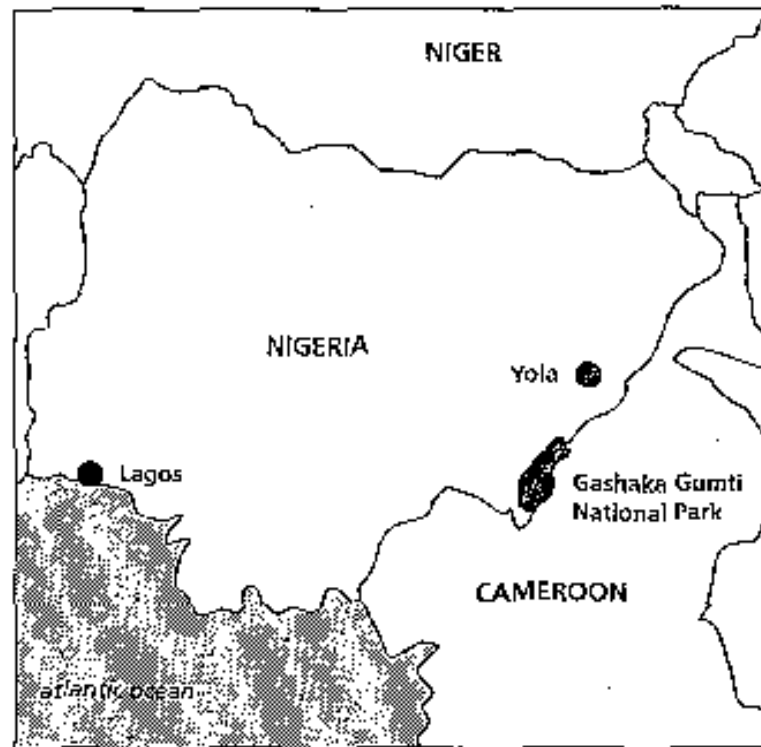 NIGER
NIGERIA
Yola
Lagos
Gashaka Gumti
National Park
CAMEROON
atlantic ocean